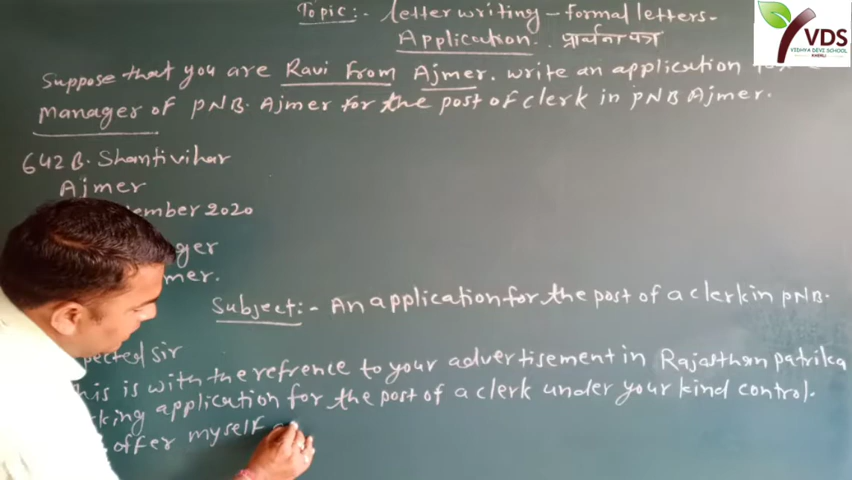 Topic:- letter writing - formal letters.
Application. प्रार्थना पत्र
VDS
VIDHYA DEVI SCHOOL
Suppose that you are Ravi from Ajmer. write an application
manager of PNB. Ajmer for the post of clerk in PNB Ajmer.
642 B. Shantivihar
Ajmer
ember 2020
ger
mer.
Subject:- An application for the post of a clerk in PNB.
pected sir
his is with the refrence to your advertisement in Rajasthan patrika
king application for the post of a clerk under your kind control.
offer myself